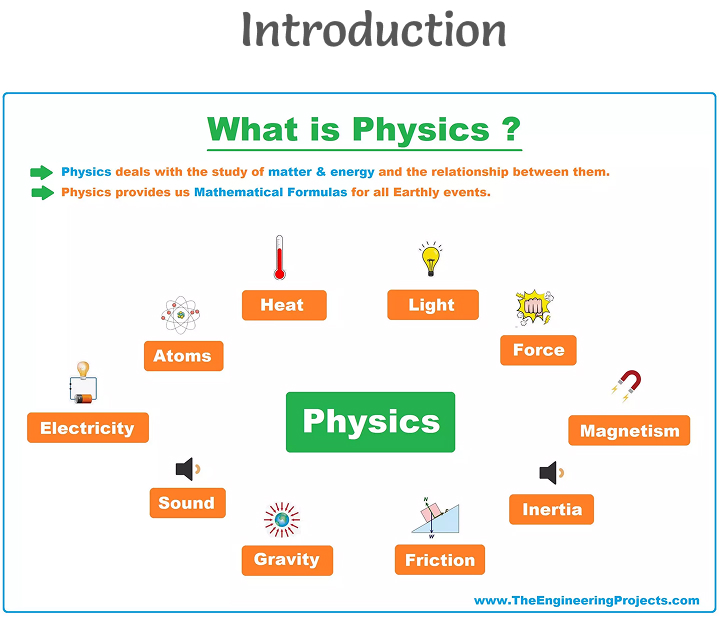 Introduction
What is Physics ?
Physics deals with the study of matter & energy and the relationship between them.
Physics provides us Mathematical Formulas for all Earthly events.
Heat
Light
Atoms
Force
Electricity
Physics
Magnetism
Sound
Inertia
N
F
W
Gravity
Friction
www.TheEngineeringProjects.com